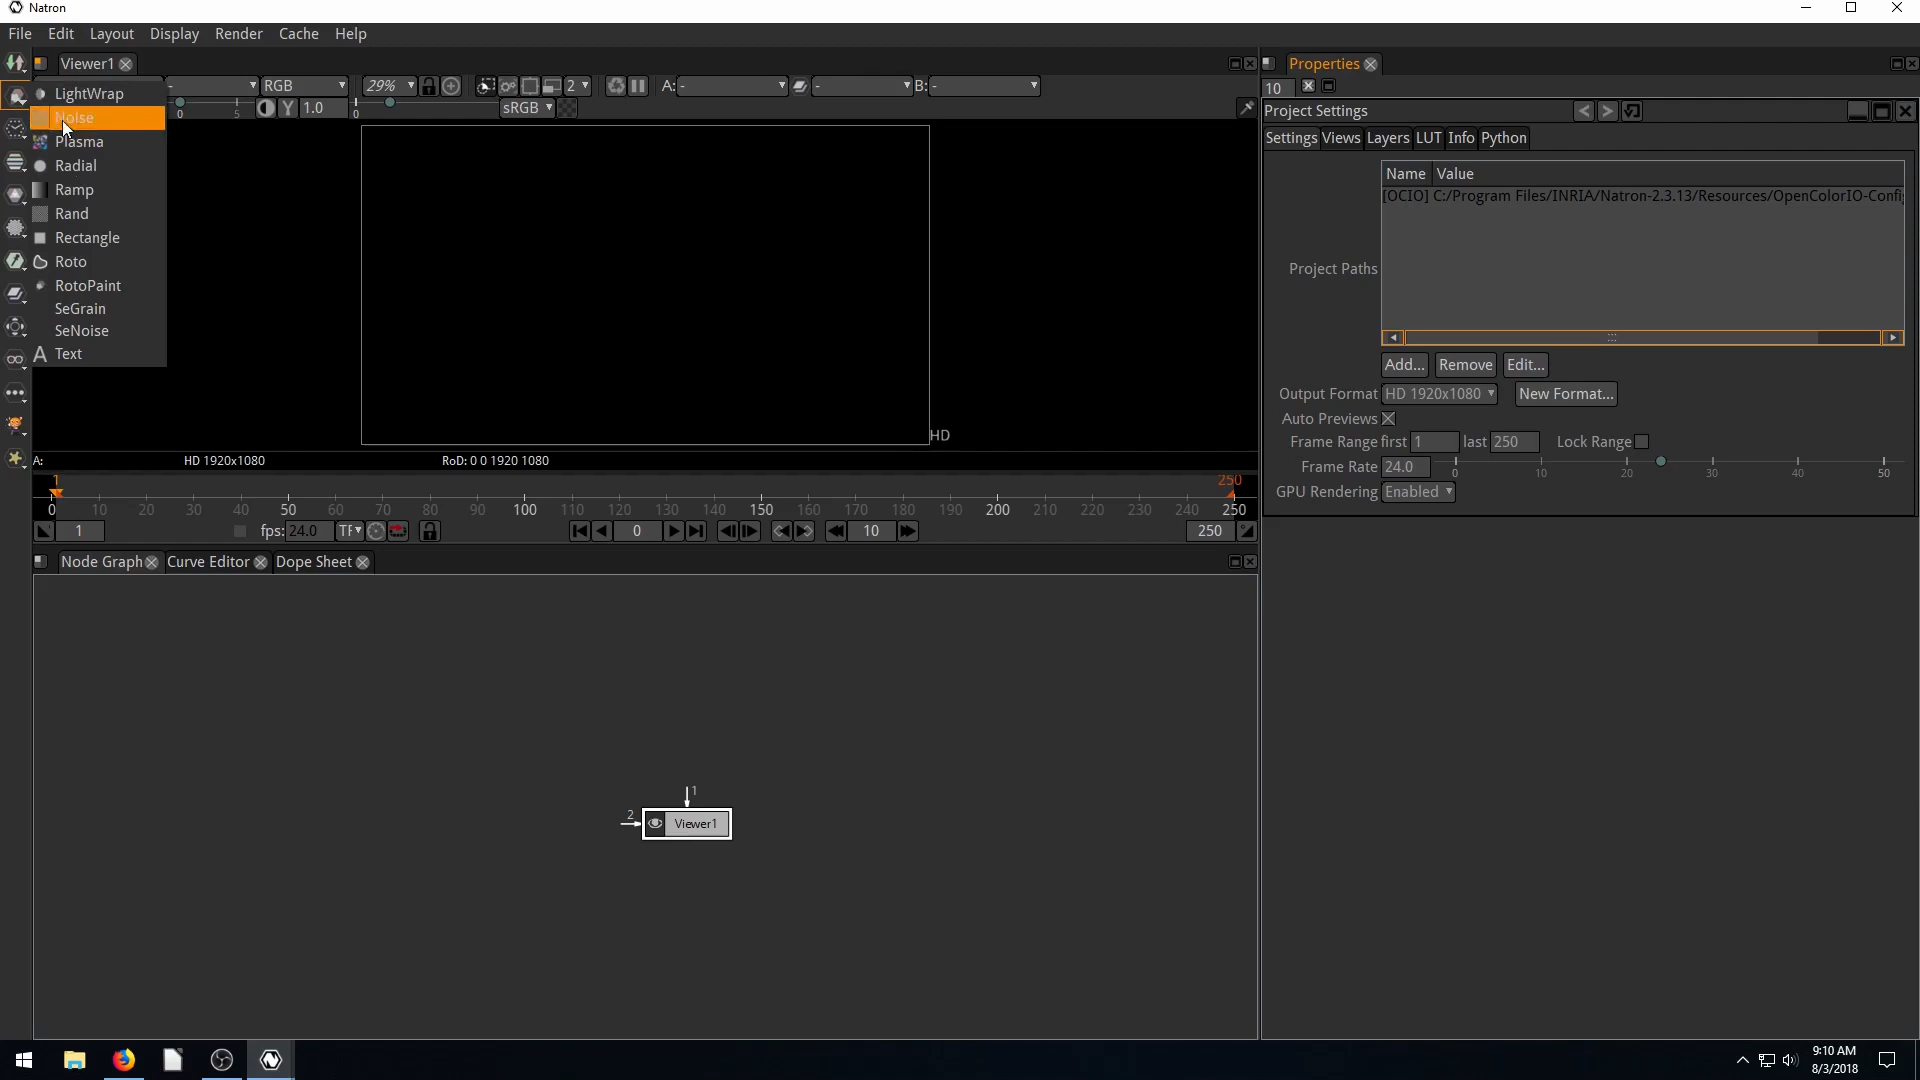 Natron
File Edit Layout Display Render Cache Help
Viewer1
Properties
- RGB 29% 2 A: - - B: -
10
LightWrap
0 5 Y 1.0 0 sRGB
Project Settings
Noise
Settings Views Layers LUT Info Python
Plasma
Radial
Name Value
Ramp
[OCIO] C:/Program Files/INRIA/Natron-2.3.13/Resources/OpenColorIO-Config
Rand
Rectangle
Roto
Project Paths
RotoPaint
SeGrain
SeNoise
Text
Add... Remove Edit...
Output Format HD 1920x1080 New Format...
Auto Previews
HD
Frame Range first 1 last 250 Lock Range
A: HD 1920x1080 RoD: 0 0 1920 1080
Frame Rate 24.0 0 10 20 30 40 50
1 250
GPU Rendering Enabled
0 10 20 30 40 50 60 70 80 90 100 110 120 130 140 150 160 170 180 190 200 210 220 230 240 250
1 fps: 24.0 TF 0 10 250
Node Graph Curve Editor Dope Sheet
1
2
Viewer1
9:10 AM
8/3/2018